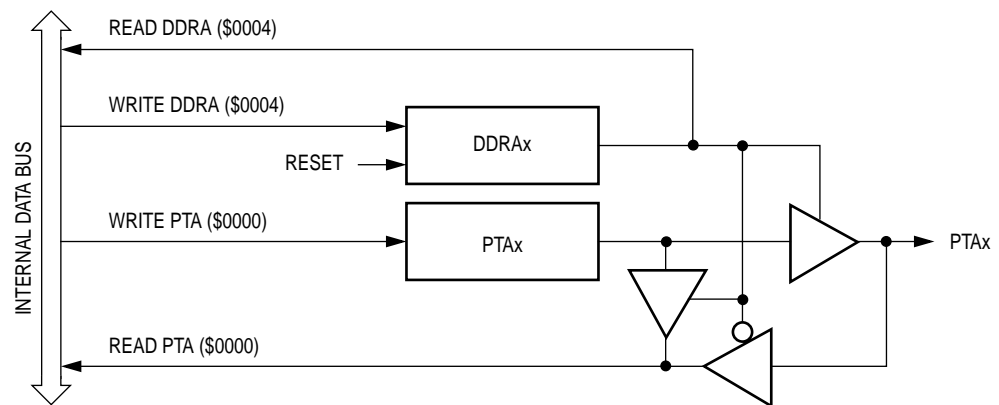 READ DDRA ($0004)
WRITE DDRA ($0004)
DDRAx
RESET
INTERNAL DATA BUS
WRITE PTA ($0000)
PTAx
PTAx
READ PTA ($0000)